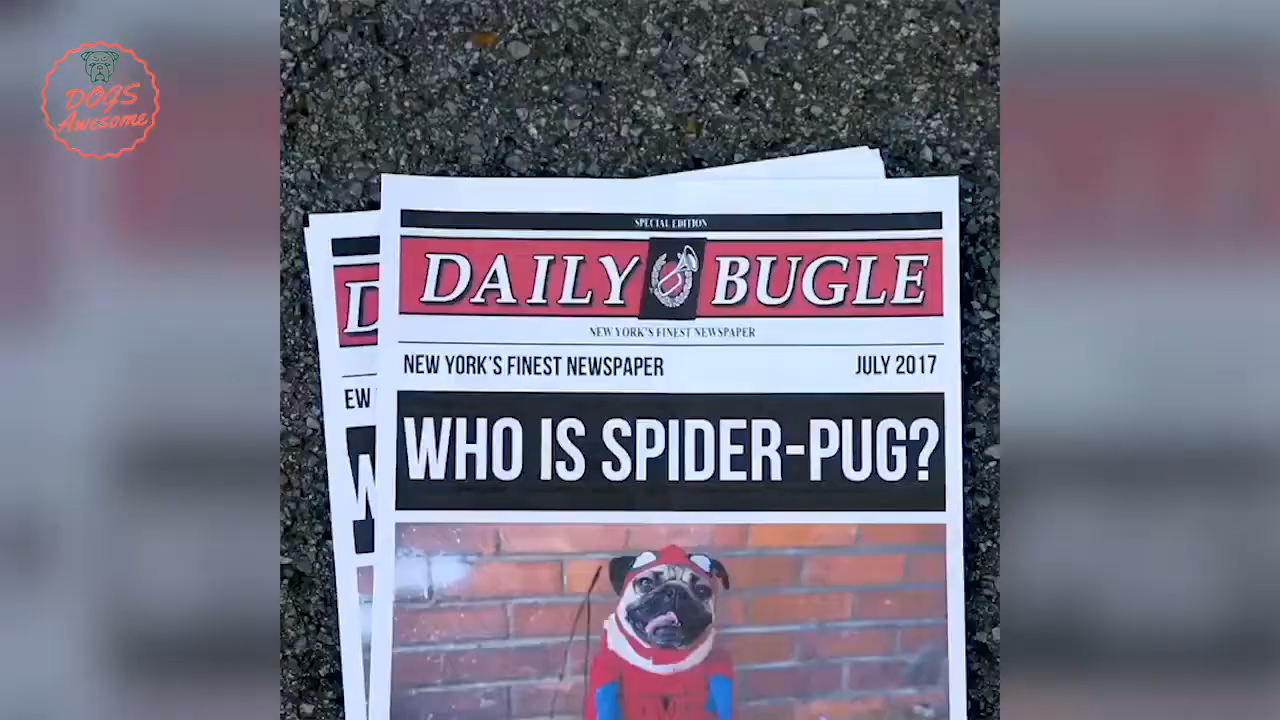 DOGS
Awesome
SPECIAL EDITION
DAILY BUGLE
NEW YORK'S FINEST NEWSPAPER
NEW YORK'S FINEST NEWSPAPER
JULY 2017
WHO IS SPIDER-PUG?
D
EW
W